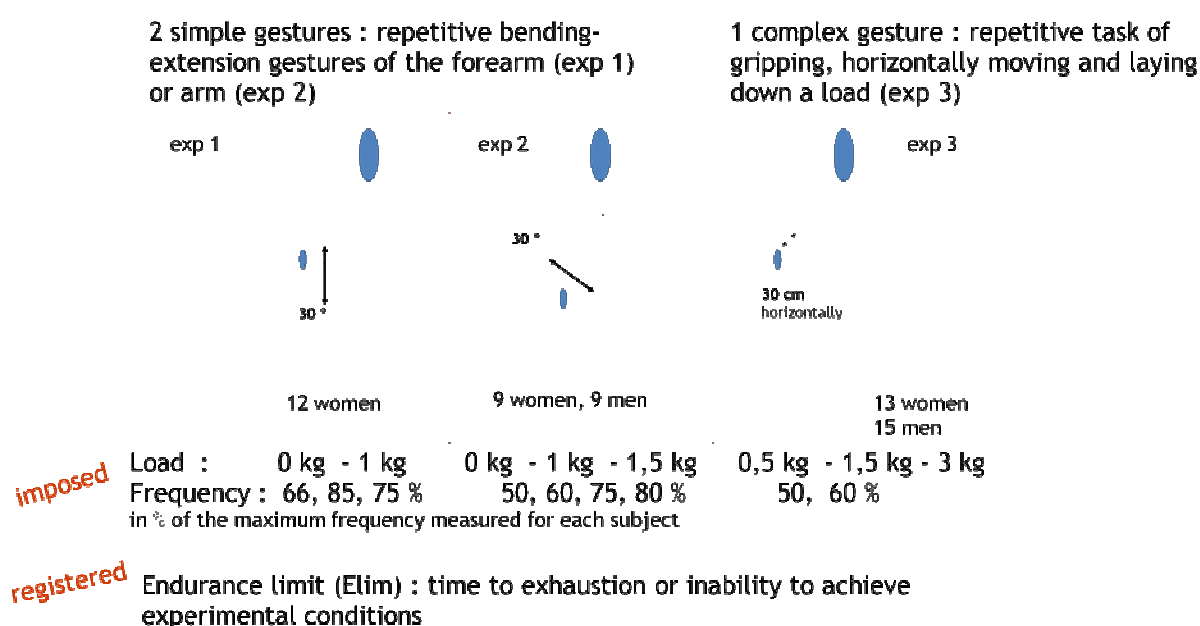 2 simple gestures : repetitive bending-
extension gestures of the forearm (exp 1)
or arm (exp 2)
1 complex gesture : repetitive task of
gripping, horizontally moving and laying
down a load (exp 3)
exp 1
exp 2
exp 3
30 °
30 °
30 cm
horizontally
12 women
9 women, 9 men
13 women
15 men
imposed
Load : 0 kg - 1 kg 0 kg - 1 kg - 1,5 kg 0,5 kg - 1,5 kg - 3 kg
Frequency : 66, 85, 75 % 50, 60, 75, 80 % 50, 60 %
in % of the maximum frequency measured for each subject
registered
Endurance limit (Elim) : time to exhaustion or inability to achieve
experimental conditions